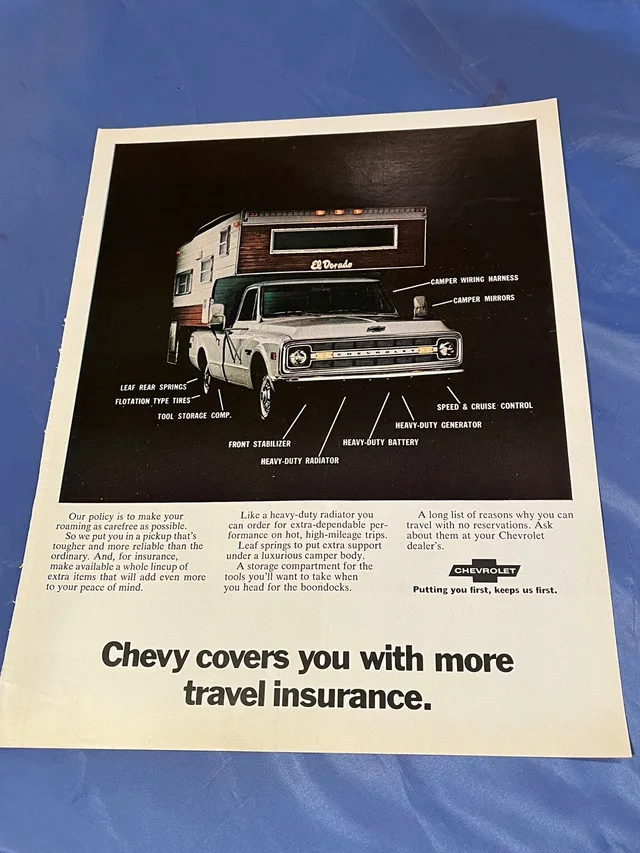 El Dorado
CAMPER WIRING HARNESS
CAMPER MIRRORS
CHEVROLET
LEAF REAR SPRINGS
FLOTATION TYPE TIRES
TOOL STORAGE COMP.
SPEED & CRUISE CONTROL
HEAVY-DUTY GENERATOR
FRONT STABILIZER
HEAVY-DUTY BATTERY
HEAVY-DUTY RADIATOR
Our policy is to make your
roaming as carefree as possible.
So we put you in a pickup that's
tougher and more reliable than the
ordinary. And, for insurance,
make available a whole lineup of
extra items that will add even more
to your peace of mind.
Like a heavy-duty radiator you
can order for extra-dependable per-
formance on hot, high-mileage trips.
Leaf springs to put extra support
under a luxurious camper body.
A storage compartment for the
tools you'll want to take when
you head for the boondocks.
A long list of reasons why you can
travel with no reservations. Ask
about them at your Chevrolet
dealer's.
CHEVROLET
Putting you first, keeps us first.
Chevy covers you with more
travel insurance.